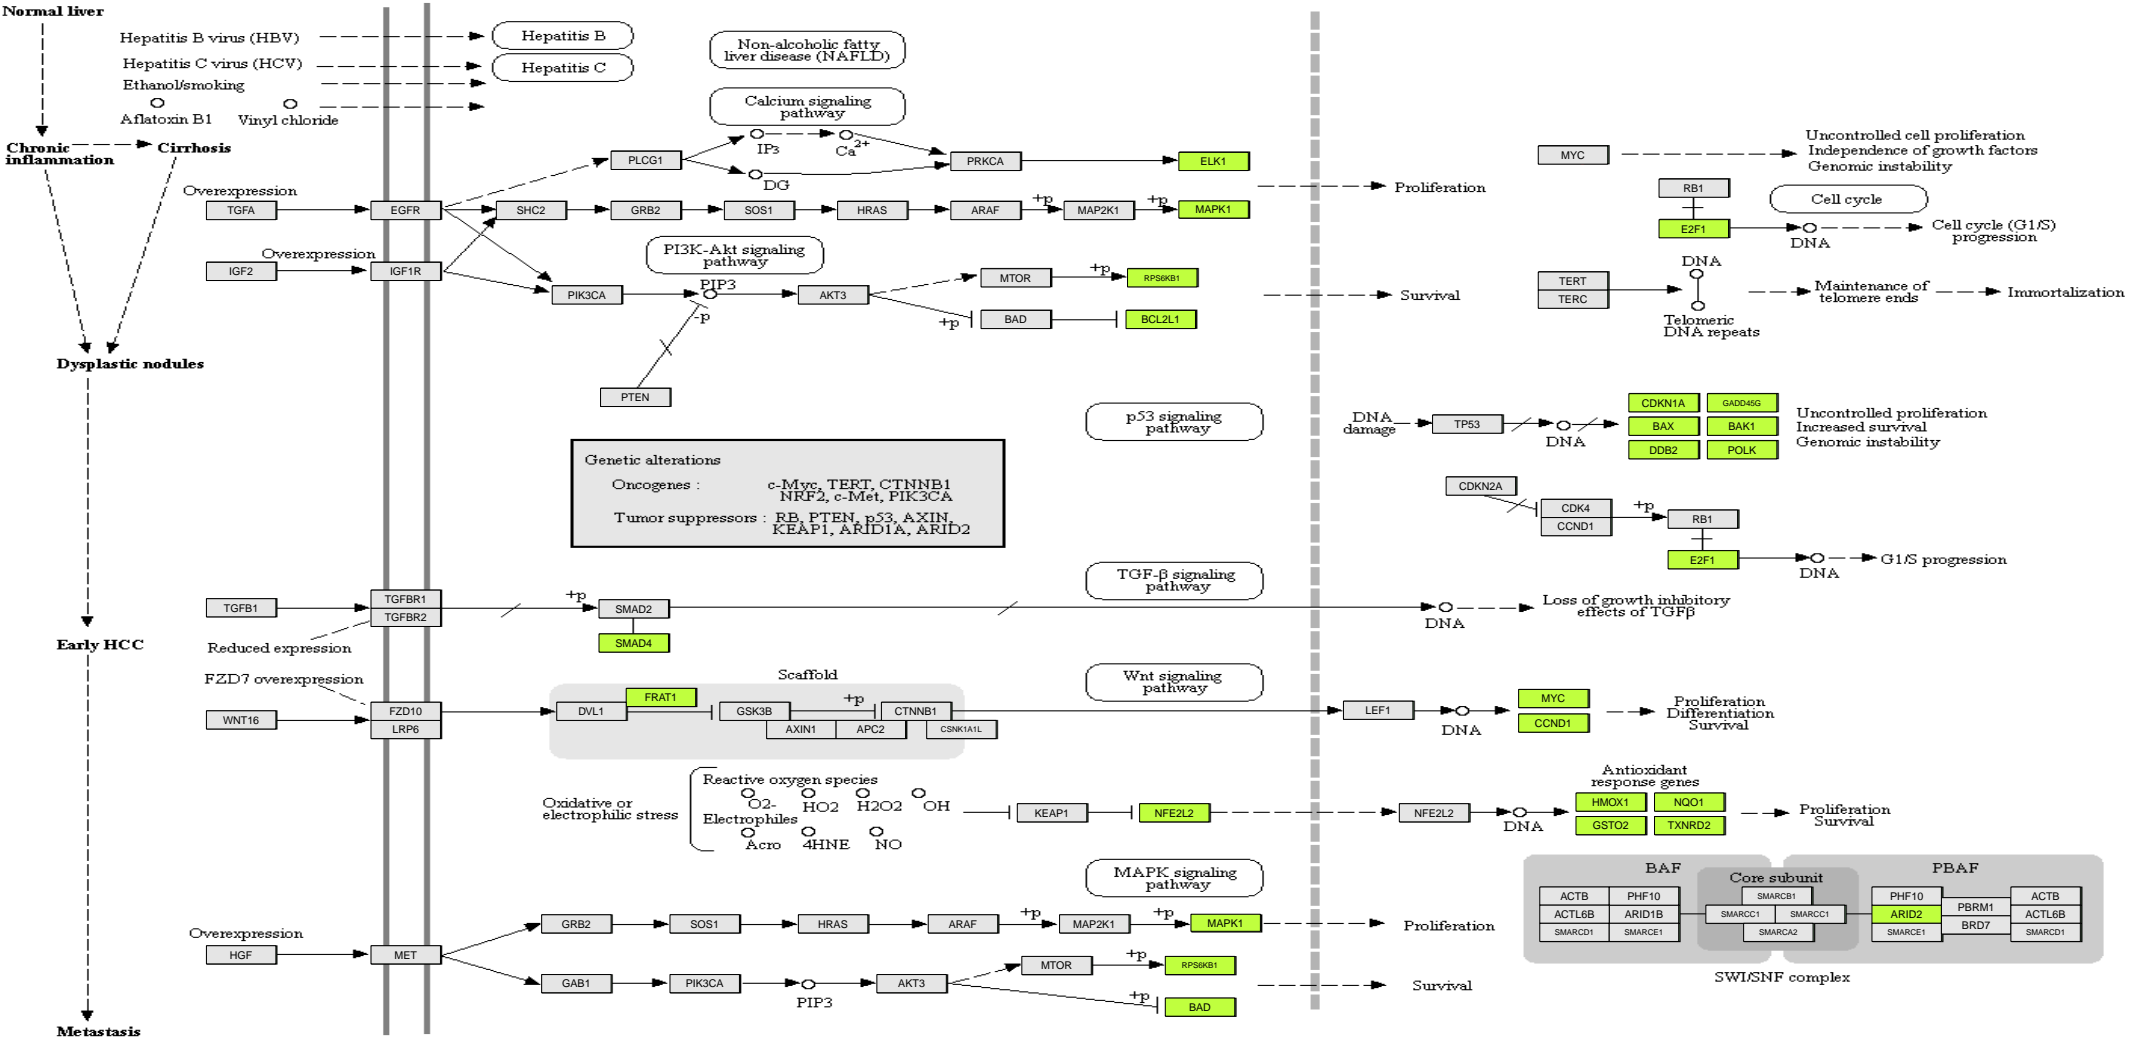 Normal liver
Hepatitis B virus (HBV)
Hepatitis B
Hepatitis C virus (HCV)
Hepatitis C
Ethanol/smoking
Aflatoxin B1
Vinyl chloride
Non-alcoholic fatty
liver disease (NAFLD)
Calcium signaling
pathway
Chronic
inflammation
Cirrhosis
IP3
Ca2+
PLCG1
DG
PRKCA
ELK1
Overexpression
TGFA
EGFR
SHC2
GRB2
SOS1
HRAS
ARAF
+p
MAP2K1
+p
MAPK1
Proliferation
Overexpression
IGF2
IGF1R
PI3K-Akt signaling
pathway
PIK3CA
PIP3
AKT3
MTOR
+p
RPS6KB1
Survival
-p
+p
BAD
BCL2L1
PTEN
MYC
Uncontrolled cell proliferation
Independence of growth factors
Genomic instability
RB1
Cell cycle
E2F1
DNA
Cell cycle (G1/S)
progression
DNA
TERT
TERC
Telomeric
DNA repeats
Maintenance of
telomere ends
Immortalization
Dysplastic nodules
p53 signaling
pathway
DNA
damage
TP53
DNA
CDKN1A
GADD45G
BAX
BAK1
DDB2
POLK
Uncontrolled proliferation
Increased survival
Genomic instability
Genetic alterations
Oncogenes : c-Myc, TERT, CTNNB1
NRF2, c-Met, PIK3CA
Tumor suppressors : RB, PTEN, p53, AXIN,
KEAP1, ARID1A, ARID2
CDKN2A
CDK4
CCND1
+p
RB1
E2F1
DNA
G1/S progression
TGF-β signaling
pathway
TGFB1
TGFBR1
TGFBR2
+p
SMAD2
SMAD4
DNA
Loss of growth inhibitory
effects of TGFβ
Early HCC
Reduced expression
FZD7 overexpression
Scaffold
Wnt signaling
pathway
WNT16
FZD10
LRP6
DVL1
FRAT1
GSK3B
+p
CTNNB1
AXIN1
APC2
CSNK1A1L
LEF1
DNA
MYC
CCND1
Proliferation
Differentiation
Survival
Oxidative or
electrophilic stress
Reactive oxygen species
O2-
HO2
H2O2
OH
Electrophiles
Acro
4HNE
NO
KEAP1
NFE2L2
NFE2L2
DNA
Antioxidant
response genes
HMOX1
NQO1
GSTO2
TXNRD2
Proliferation
Survival
MAPK signaling
pathway
Overexpression
HGF
MET
GRB2
SOS1
HRAS
ARAF
+p
MAP2K1
+p
MAPK1
Proliferation
GAB1
PIK3CA
PIP3
AKT3
MTOR
+p
RPS6KB1
+p
BAD
Survival
BAF
PBAF
Core subunit
ACTB
PHF10
ACTL6B
ARID1B
SMARCD1
SMARCE1
SMARCB1
SMARCC1
SMARCC1
SMARCA2
PHF10
ARID2
SMARCE1
PBRM1
BRD7
ACTB
ACTL6B
SMARCD1
SWI/SNF complex
Metastasis